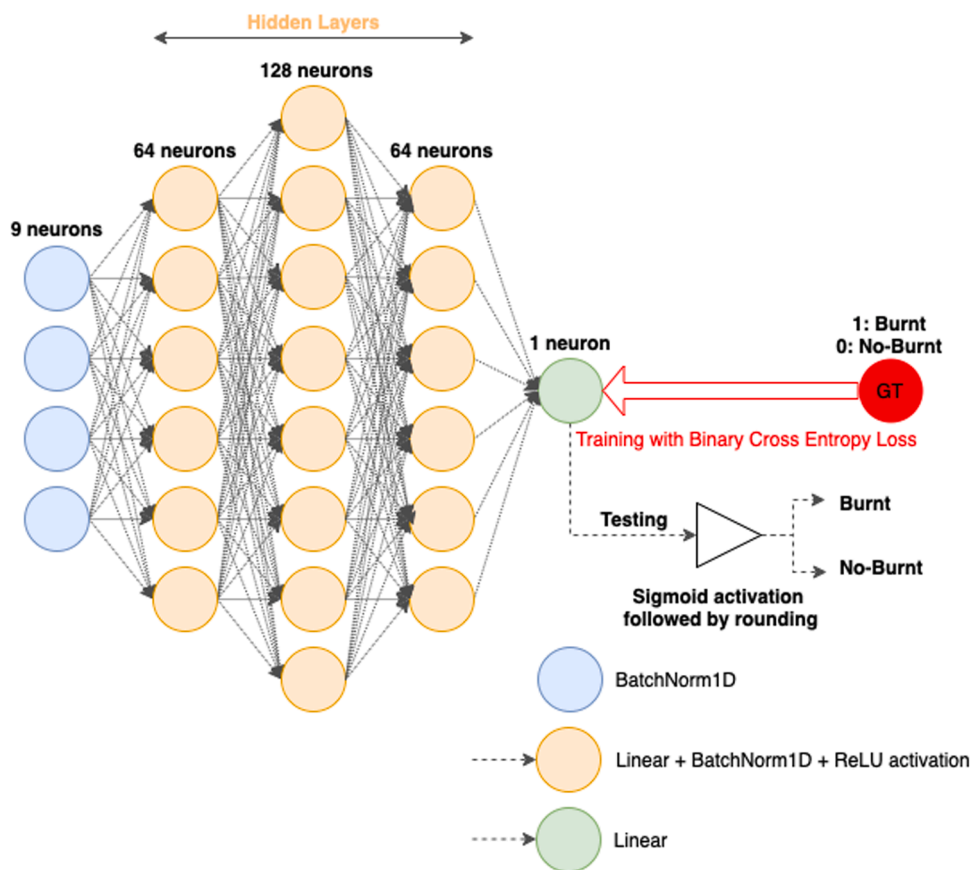 Hidden Layers
128 neurons
64 neurons
64 neurons
9 neurons
1 neuron
1: Burnt
0: No-Burnt
GT
Training with Binary Cross Entropy Loss
Testing
Burnt
No-Burnt
Sigmoid activation
followed by rounding
BatchNorm1D
Linear + BatchNorm1D + ReLU activation
Linear